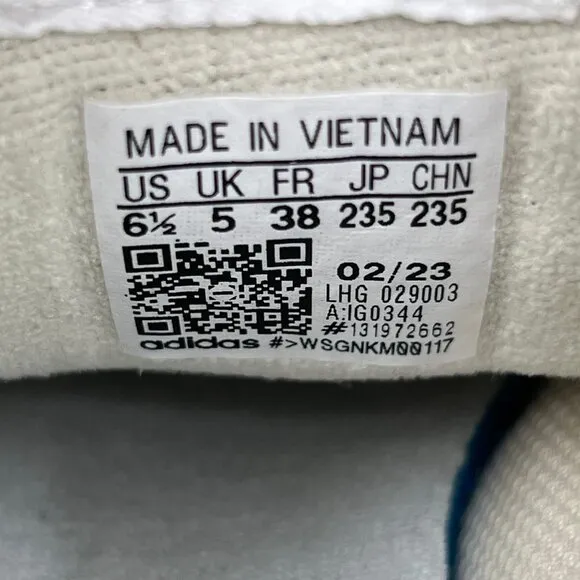 MADE IN VIETNAM
US UK FR JP CHN
6½ 5 38 235 235
02/23
LHG 029003
A:IG0344
#131972662
adidas #>WSGNKM00117